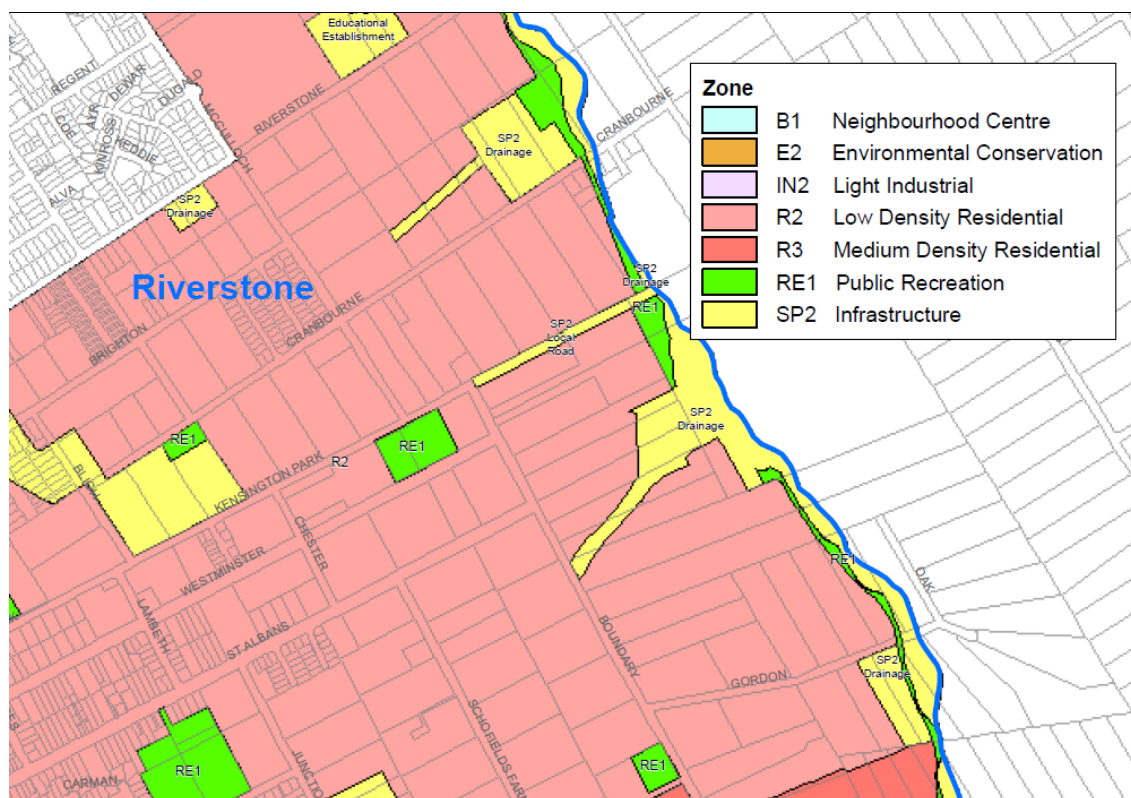 Educational
Establishment
REGENT
DEWAR
DUGALD
AYR
COE
KINROSS
KEDDIE
ALVA
MCCULLOCH
RIVERSTONE
CRANBOURNE
SP2
Drainage
SP2
Drainage
Zone
B1 Neighbourhood Centre
E2 Environmental Conservation
IN2 Light Industrial
R2 Low Density Residential
R3 Medium Density Residential
RE1 Public Recreation
SP2 Infrastructure
Riverstone
BRIGHTON
CRANBOURNE
SP2
Drainage
RE1
SP2
Local
Road
SP2
Drainage
RE1
RE1
R2
KENSINGTON PARK
CHESTER
WESTMINSTER
LAMBETH
ST ALBANS
BOUNDARY
RE1
OAK
GORDON
SP2
Drainage
SCHOFIELDS FARM
JUNCTION
CARMAN
RE1
RE1